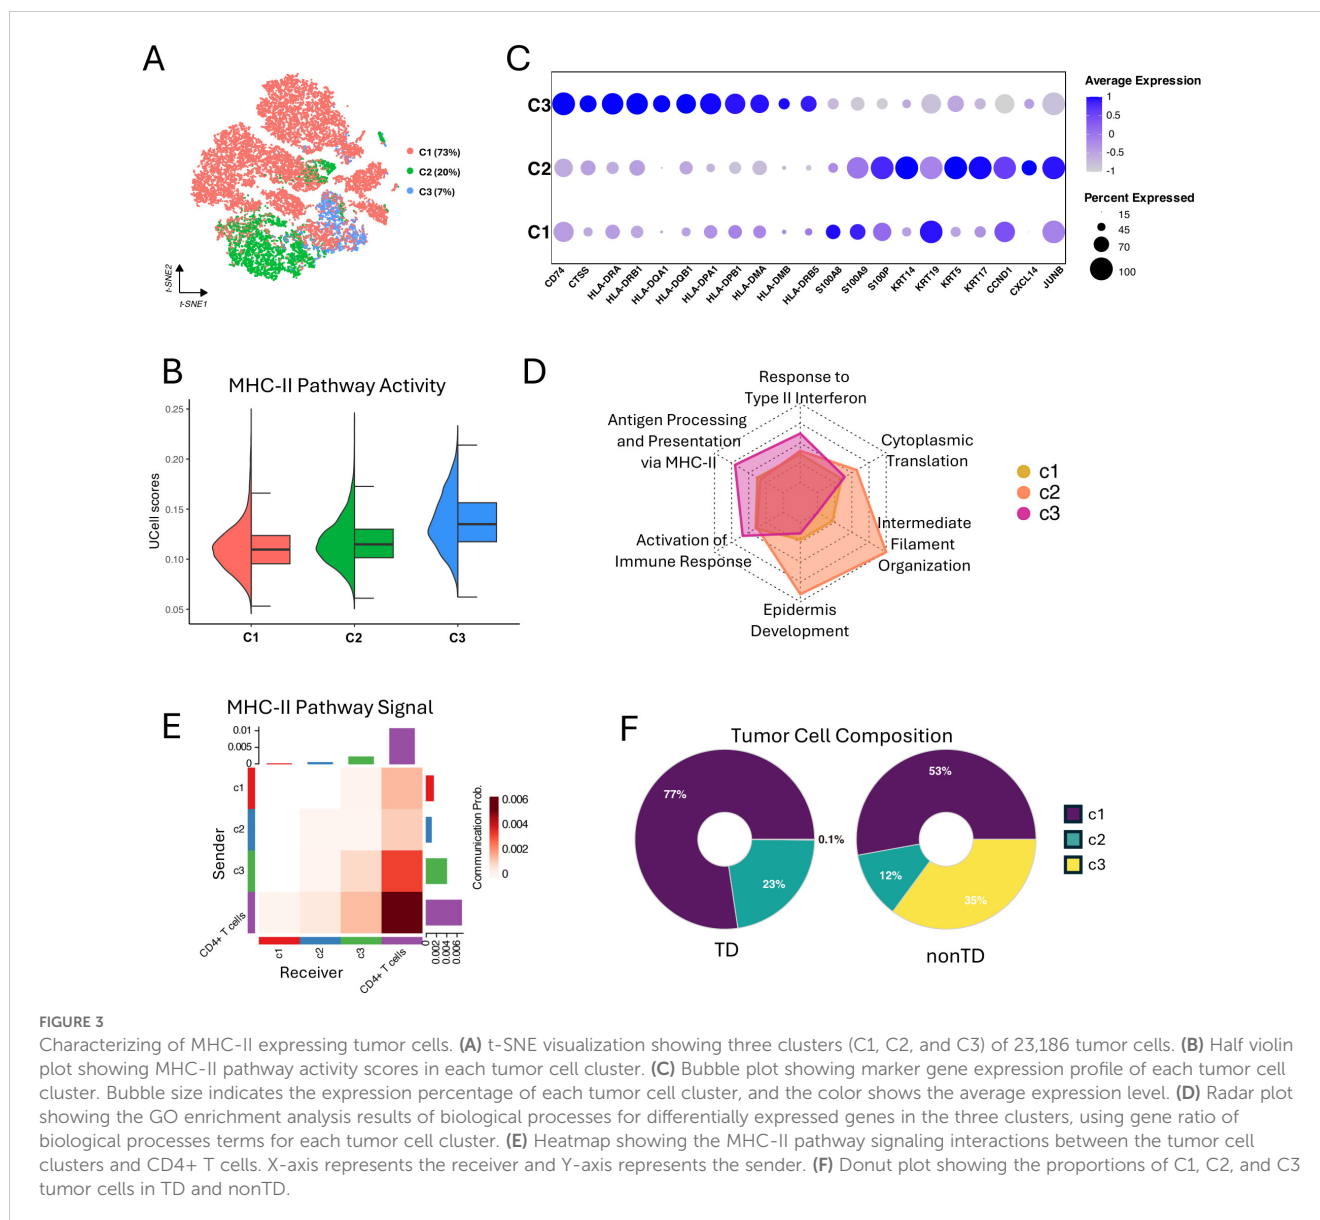 A
C1 (73%)
C2 (20%)
C3 (7%)
t-SNE2
t-SNE1
C
C3
C2
C1
CD74
CTSS
HLA-DRA
HLA-DRB1
HLA-DQA1
HLA-DQB1
HLA-DPA1
HLA-DPB1
HLA-DMA
HLA-DMB
HLA-DRB5
S100A8
S100A9
S100P
KRT14
KRT19
KRT5
KRT17
CCND1
CXCL14
JUNB
Average Expression
1
0.5
0
-0.5
-1
Percent Expressed
15
45
70
100
B
MHC-II Pathway Activity
UCell scores
0.25
0.20
0.15
0.10
0.05
C1
C2
C3
D
Response to
Type II Interferon
Antigen Processing
and Presentation
via MHC-II
Cytoplasmic
Translation
Intermediate
Filament
Organization
Activation of
Immune Response
Epidermis
Development
c1
c2
c3
E
MHC-II Pathway Signal
0.01
0.005
0
Sender
c1
c2
c3
CD4+ T cells
c1
c2
c3
CD4+ T cells
Receiver
0
0.002
0.004
0.006
Communication Prob.
0.006
0.004
0.002
0
F
Tumor Cell Composition
77%
0.1%
23%
TD
53%
12%
35%
nonTD
c1
c2
c3
FIGURE 3
Characterizing of MHC-II expressing tumor cells. (A) t-SNE visualization showing three clusters (C1, C2, and C3) of 23,186 tumor cells. (B) Half violin
plot showing MHC-II pathway activity scores in each tumor cell cluster. (C) Bubble plot showing marker gene expression profile of each tumor cell
cluster. Bubble size indicates the expression percentage of each tumor cell cluster, and the color shows the average expression level. (D) Radar plot
showing the GO enrichment analysis results of biological processes for differentially expressed genes in the three clusters, using gene ratio of
biological processes terms for each tumor cell cluster. (E) Heatmap showing the MHC-II pathway signaling interactions between the tumor cell
clusters and CD4+ T cells. X-axis represents the receiver and Y-axis represents the sender. (F) Donut plot showing the proportions of C1, C2, and C3
tumor cells in TD and nonTD.